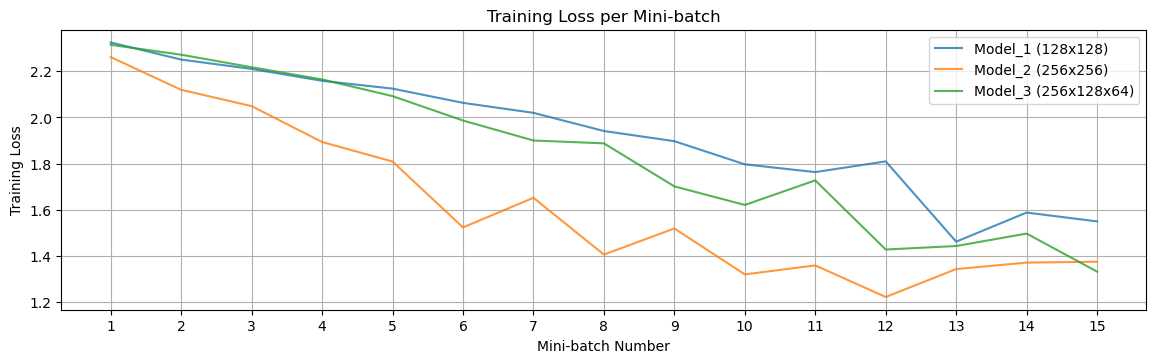 Training Loss per Mini-batch
Model_1 (128x128)
Model_2 (256x256)
Model_3 (256x128x64)
Training Loss
2.2
2.0
1.8
1.6
1.4
1.2
1 2 3 4 5 6 7 8 9 10 11 12 13 14 15
Mini-batch Number